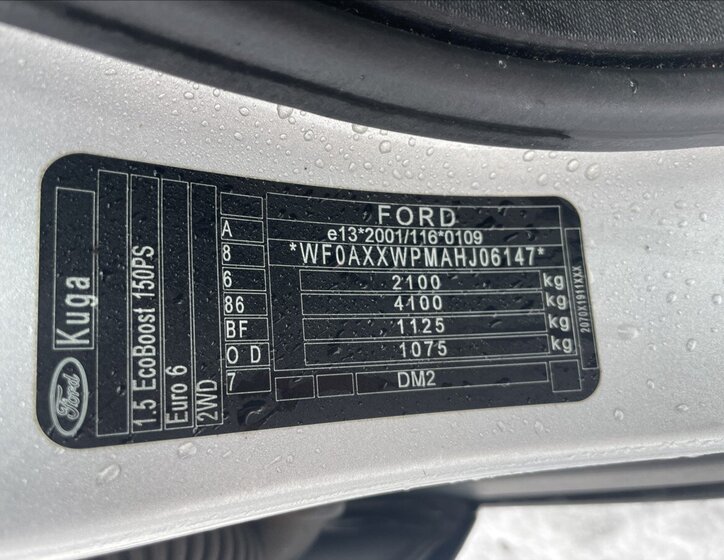 Ford
Kuga
1.5 EcoBoost 150PS
Euro 6
2WD
A
8
6
86
BF
O D
7
FORD
e13*2001/116*0109
*WF0AXXWPMAHJ06147*
2100 kg
4100 kg
1125 kg
1075 kg
DM2
2070X1911XXX